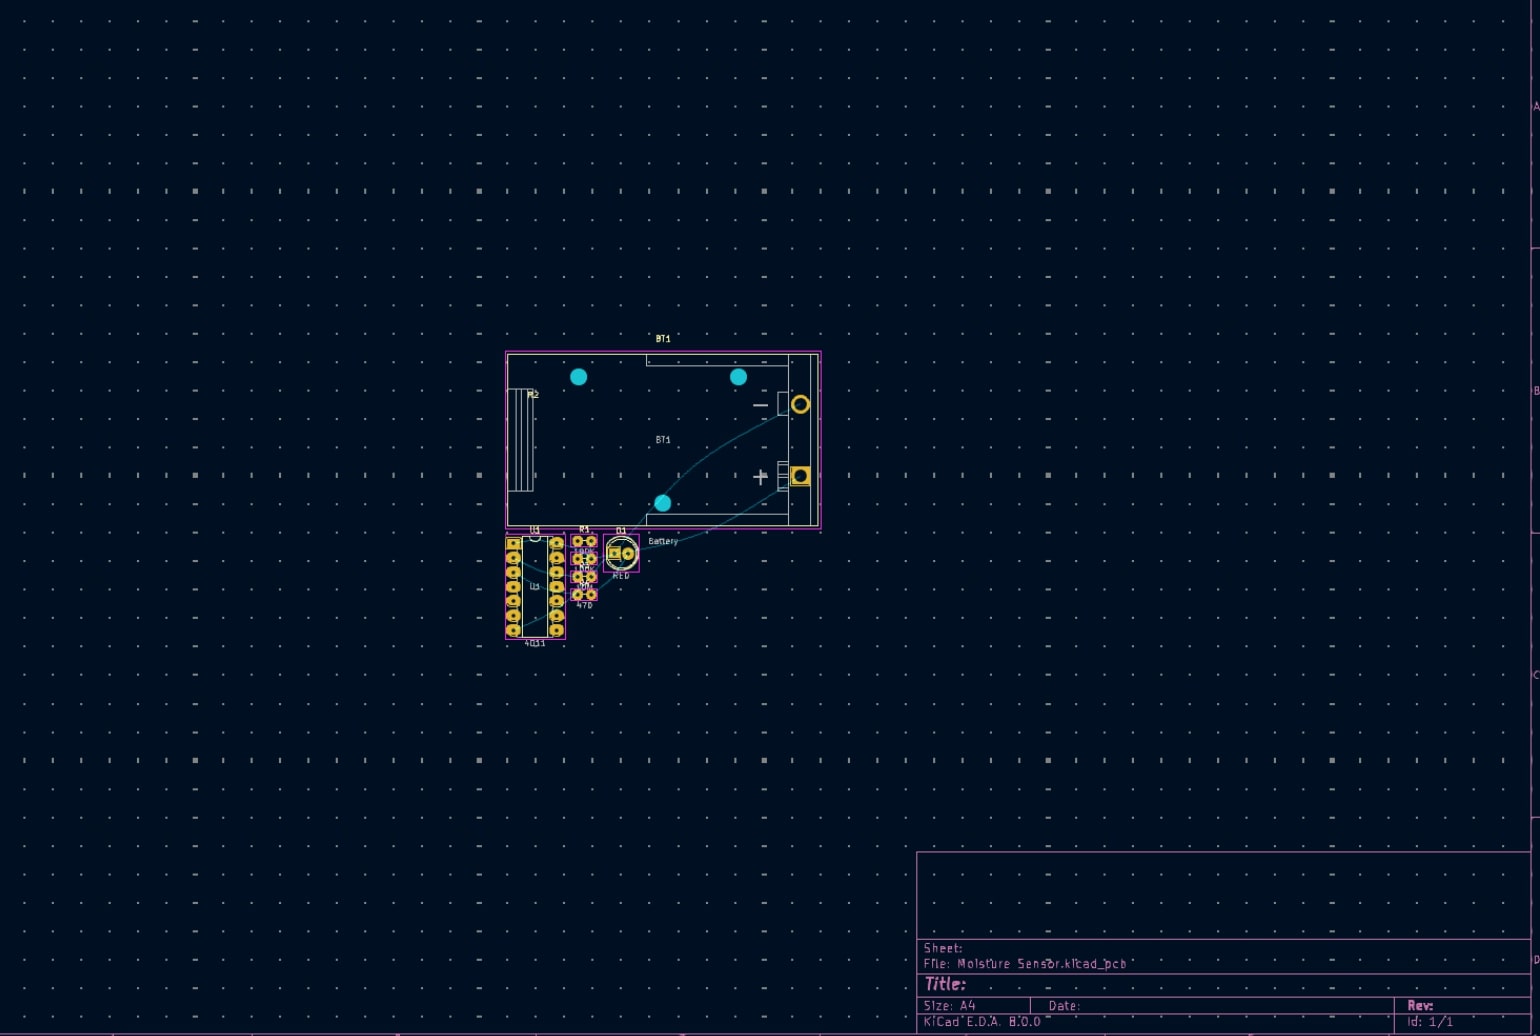 A
BT1
B
R2
BT1
-
+
U1
R1
D1
Battery
RED
U1
470
4011
C
D
Sheet:
File: Moisture Sensor.kicad_pcb
Title:
Size: A4
Date:
Rev:
KiCad E.D.A. 8.0.0
Id: 1/1